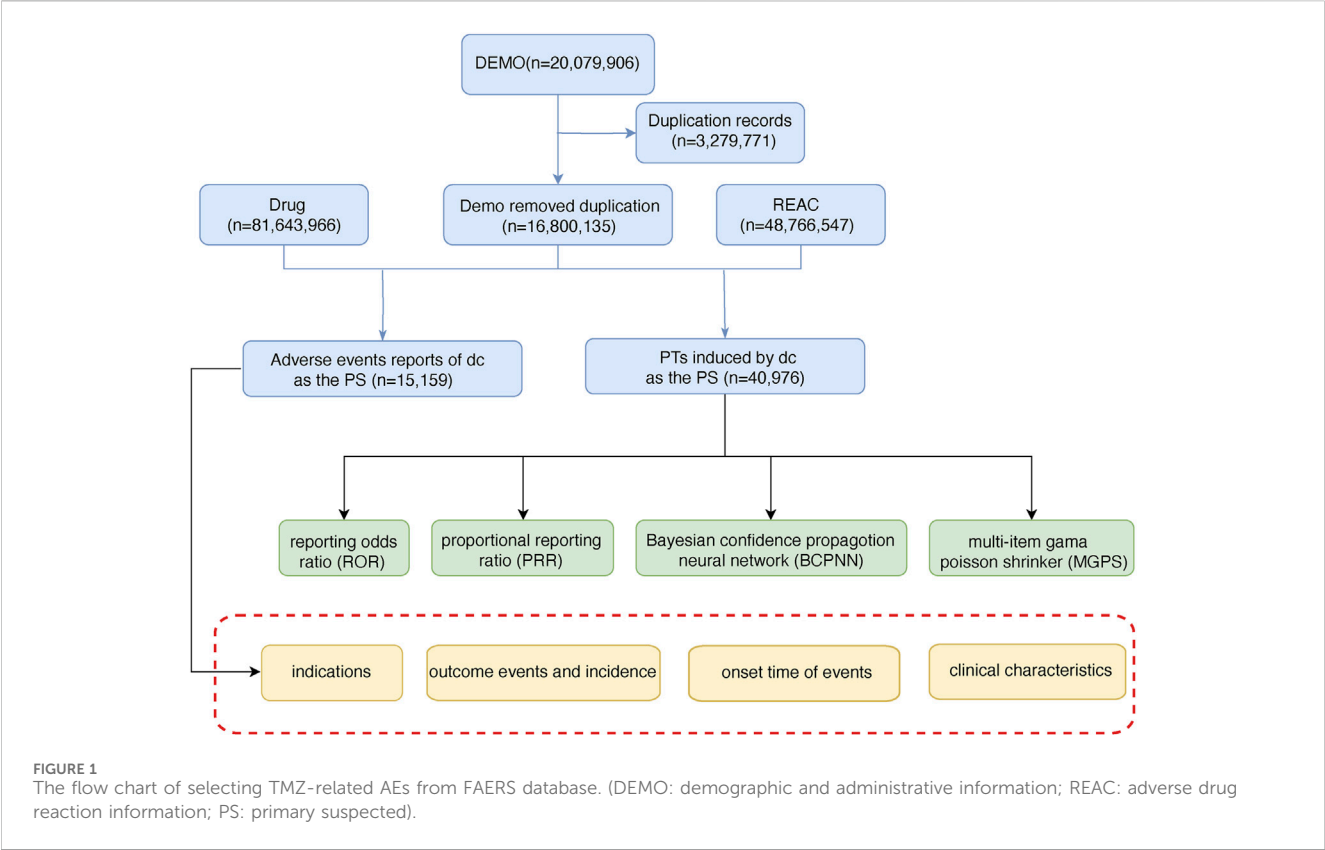 DEMO(n=20,079,906)
Duplication records
(n=3,279,771)
Drug
(n=81,643,966)
Demo removed duplication
(n=16,800,135)
REAC
(n=48,766,547)
Adverse events reports of dc
as the PS (n=15,159)
PTs induced by dc
as the PS (n=40,976)
reporting odds
ratio (ROR)
proportional reporting
ratio (PRR)
Bayesian confidence propagotion
neural network (BCPNN)
multi-item gama
poisson shrinker (MGPS)
indications
outcome events and incidence
onset time of events
clinical characteristics
FIGURE 1
The flow chart of selecting TMZ-related AEs from FAERS database. (DEMO: demographic and administrative information; REAC: adverse drug
reaction information; PS: primary suspected).